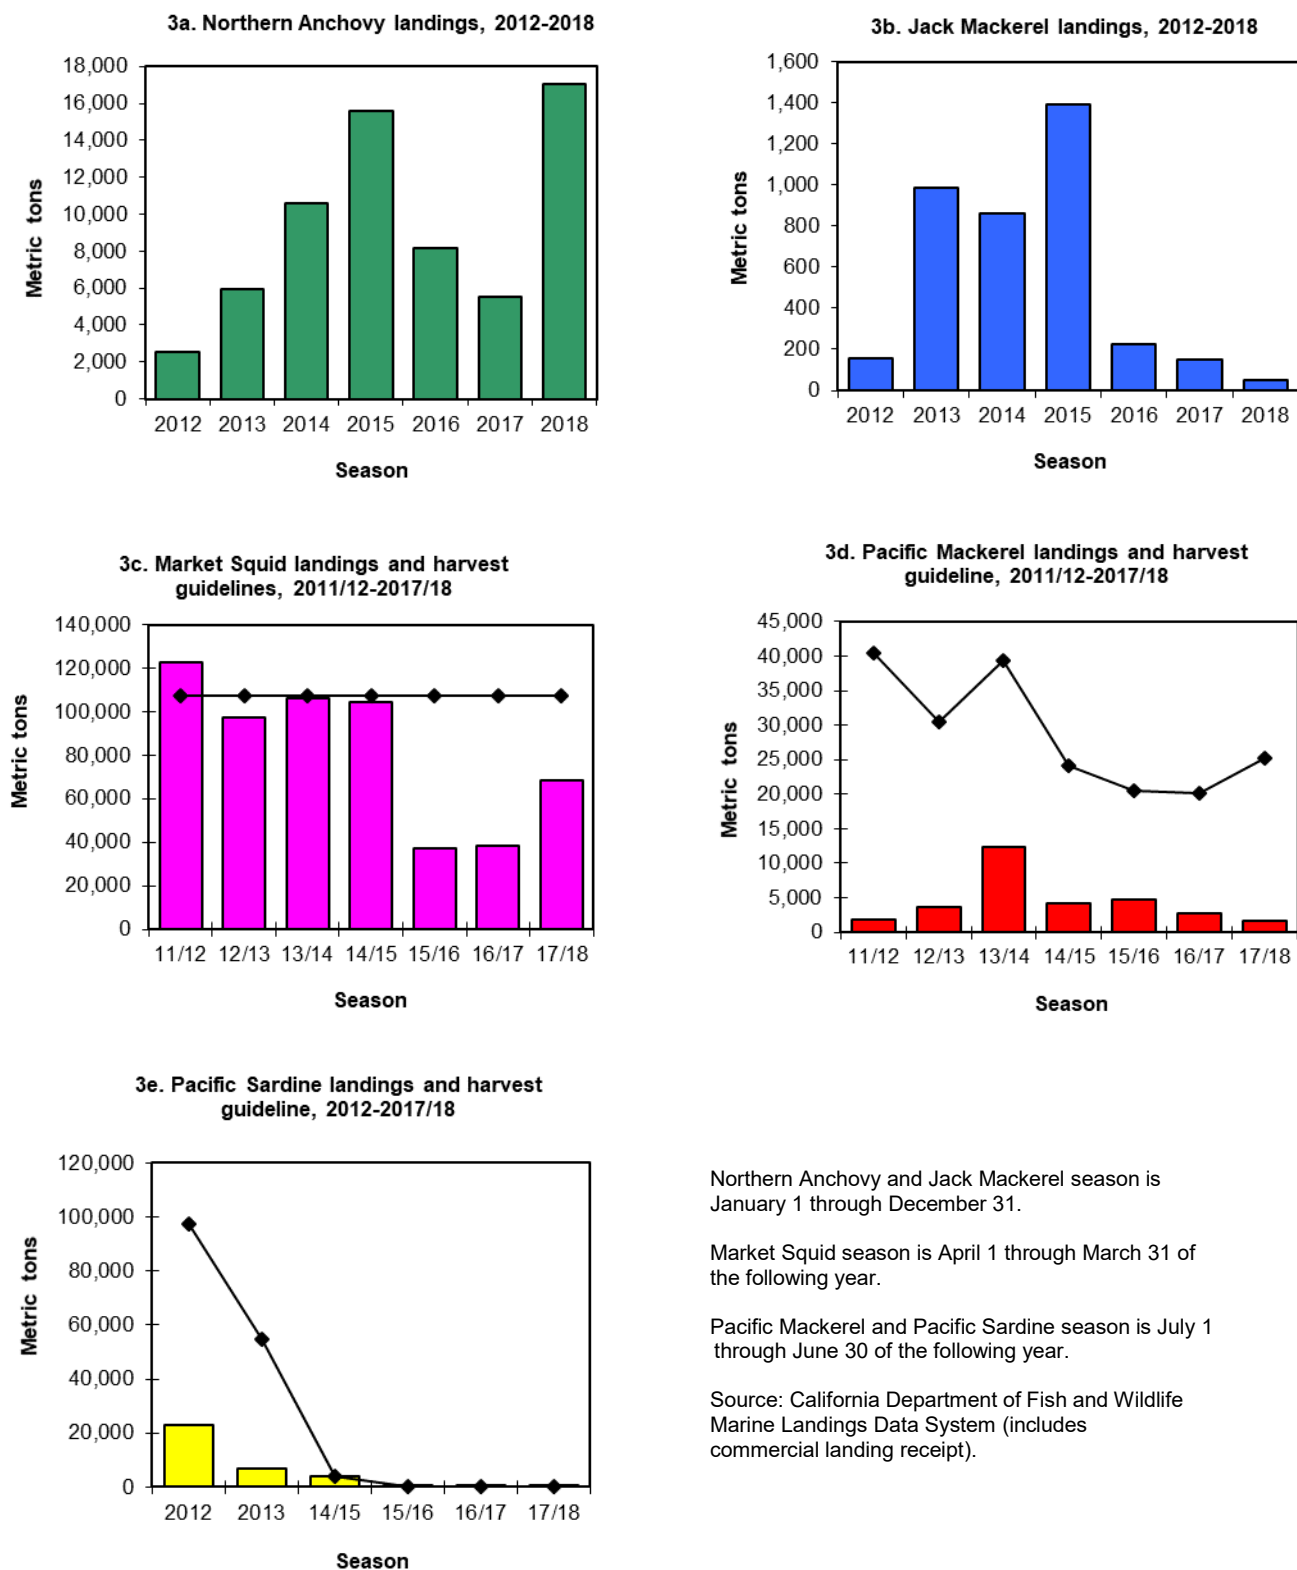 3a. Northern Anchovy landings, 2012-2018
18,000
16,000
14,000
12,000
10,000
8,000
6,000
4,000
2,000
0
Metric tons
2012 2013 2014 2015 2016 2017 2018
Season
3b. Jack Mackerel landings, 2012-2018
1,600
1,400
1,200
1,000
800
600
400
200
0
Metric tons
2012 2013 2014 2015 2016 2017 2018
Season
3c. Market Squid landings and harvest
guidelines, 2011/12-2017/18
140,000
120,000
100,000
80,000
60,000
40,000
20,000
0
Metric tons
11/12 12/13 13/14 14/15 15/16 16/17 17/18
Season
3d. Pacific Mackerel landings and harvest
guideline, 2011/12-2017/18
45,000
40,000
35,000
30,000
25,000
20,000
15,000
10,000
5,000
0
Metric tons
11/12 12/13 13/14 14/15 15/16 16/17 17/18
Season
3e. Pacific Sardine landings and harvest
guideline, 2012-2017/18
120,000
100,000
80,000
60,000
40,000
20,000
0
Metric tons
2012 2013 14/15 15/16 16/17 17/18
Season
Northern Anchovy and Jack Mackerel season is
January 1 through December 31.
Market Squid season is April 1 through March 31 of
the following year.
Pacific Mackerel and Pacific Sardine season is July 1
through June 30 of the following year.
Source: California Department of Fish and Wildlife
Marine Landings Data System (includes
commercial landing receipt).